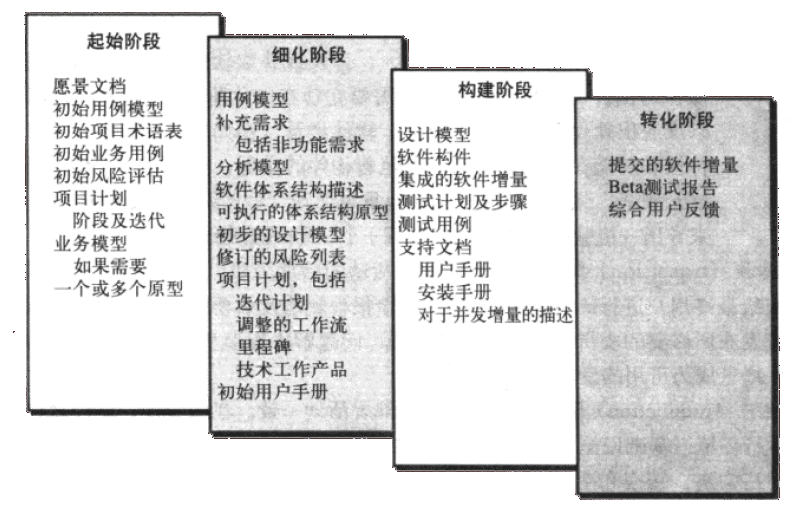 起始阶段
愿景文档
初始用例模型
初始项目术语表
初始业务用例
初始风险评估
项目计划
阶段及迭代
业务模型
如果需要
一个或多个原型
细化阶段
用例模型
补充需求
包括非功能需求
分析模型
软件体系结构描述
可执行的体系结构原型
初步的设计模型
修订的风险列表
项目计划，包括
迭代计划
调整的工作流
里程碑
技术工作产品
初始用户手册
构建阶段
设计模型
软件构件
集成的软件增量
测试计划及步骤
测试用例
支持文档
用户手册
安装手册
对于并发增量的描述
转化阶段
提交的软件增量
Beta测试报告
综合用户反馈